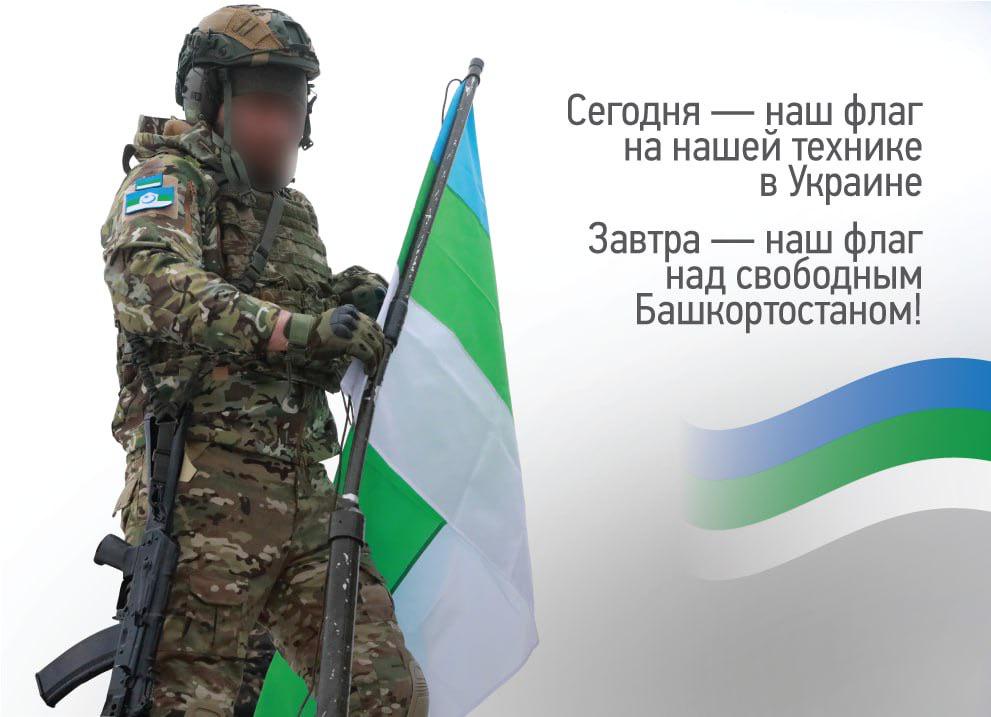 Сегодня — наш флаг
на нашей технике
в Украине
Завтра — наш флаг
над свободным
Башкортостаном!